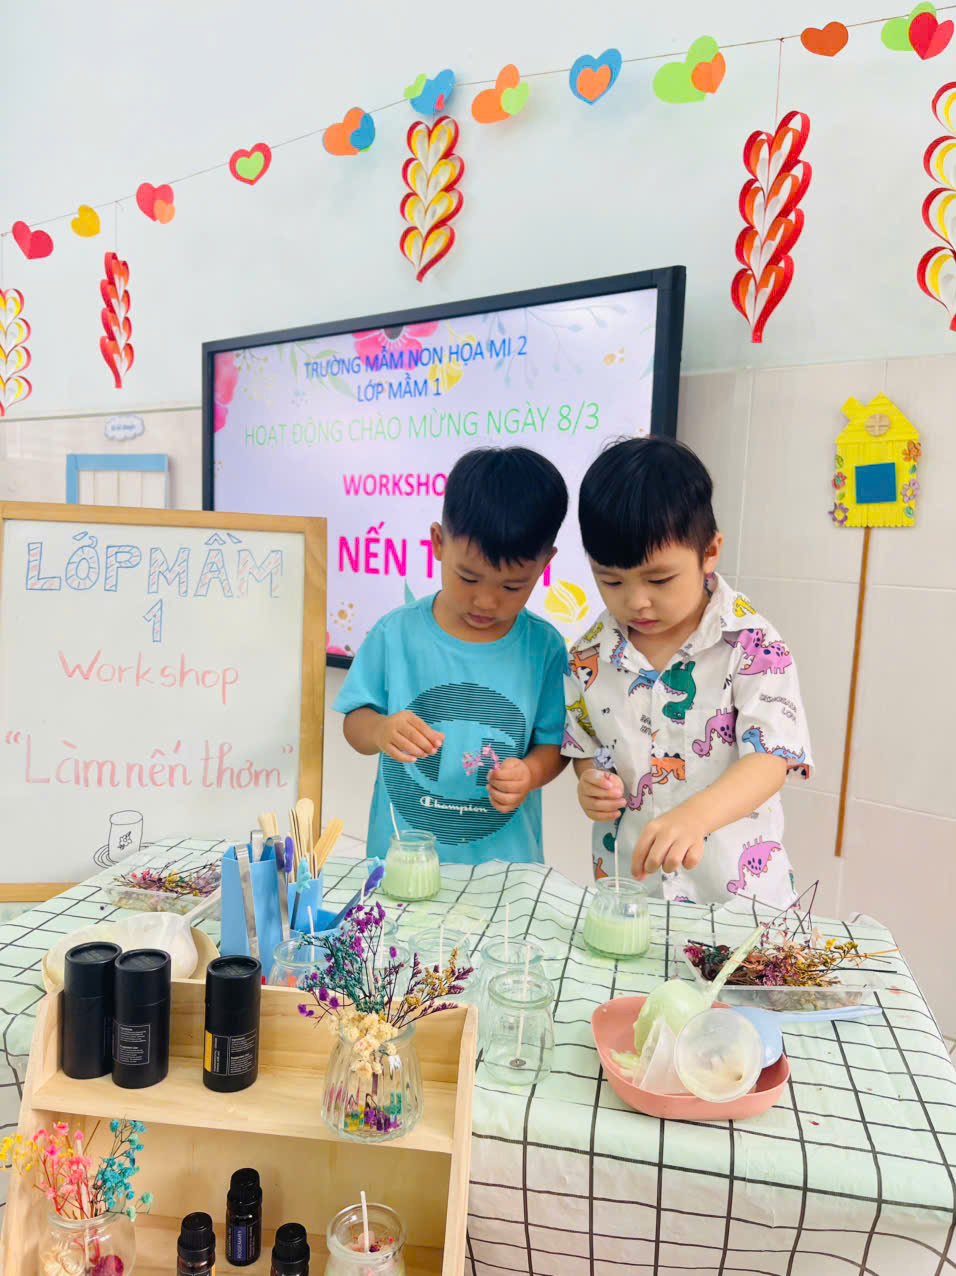 TRƯỜNG MẦM NON HỌA MI 2
LỚP MẦM 1
HOẠT ĐỘNG CHÀO MỪNG NGÀY 8/3
WORKSHO
NẾN T
LỚP MẦM
1
Workshop
"Làm nến thơm"
Champion
ROSEMARY